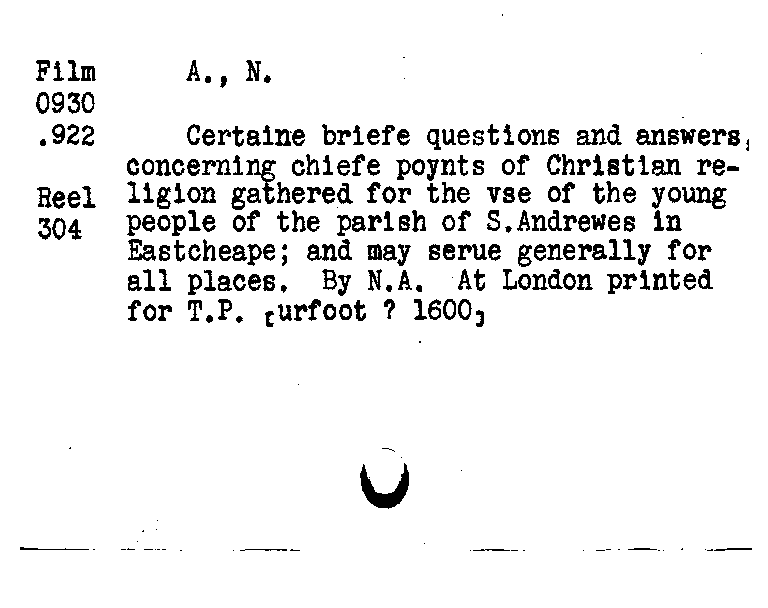 Film A., N.
0930
.922 Certaine briefe questions and answers,
concerning chiefe poynts of Christian re-
Reel ligion gathered for the vse of the young
304 people of the parish of S.Andrewes in
Eastcheape; and may serue generally for
all places. By N.A. At London printed
for T.P. [urfoot ? 1600]